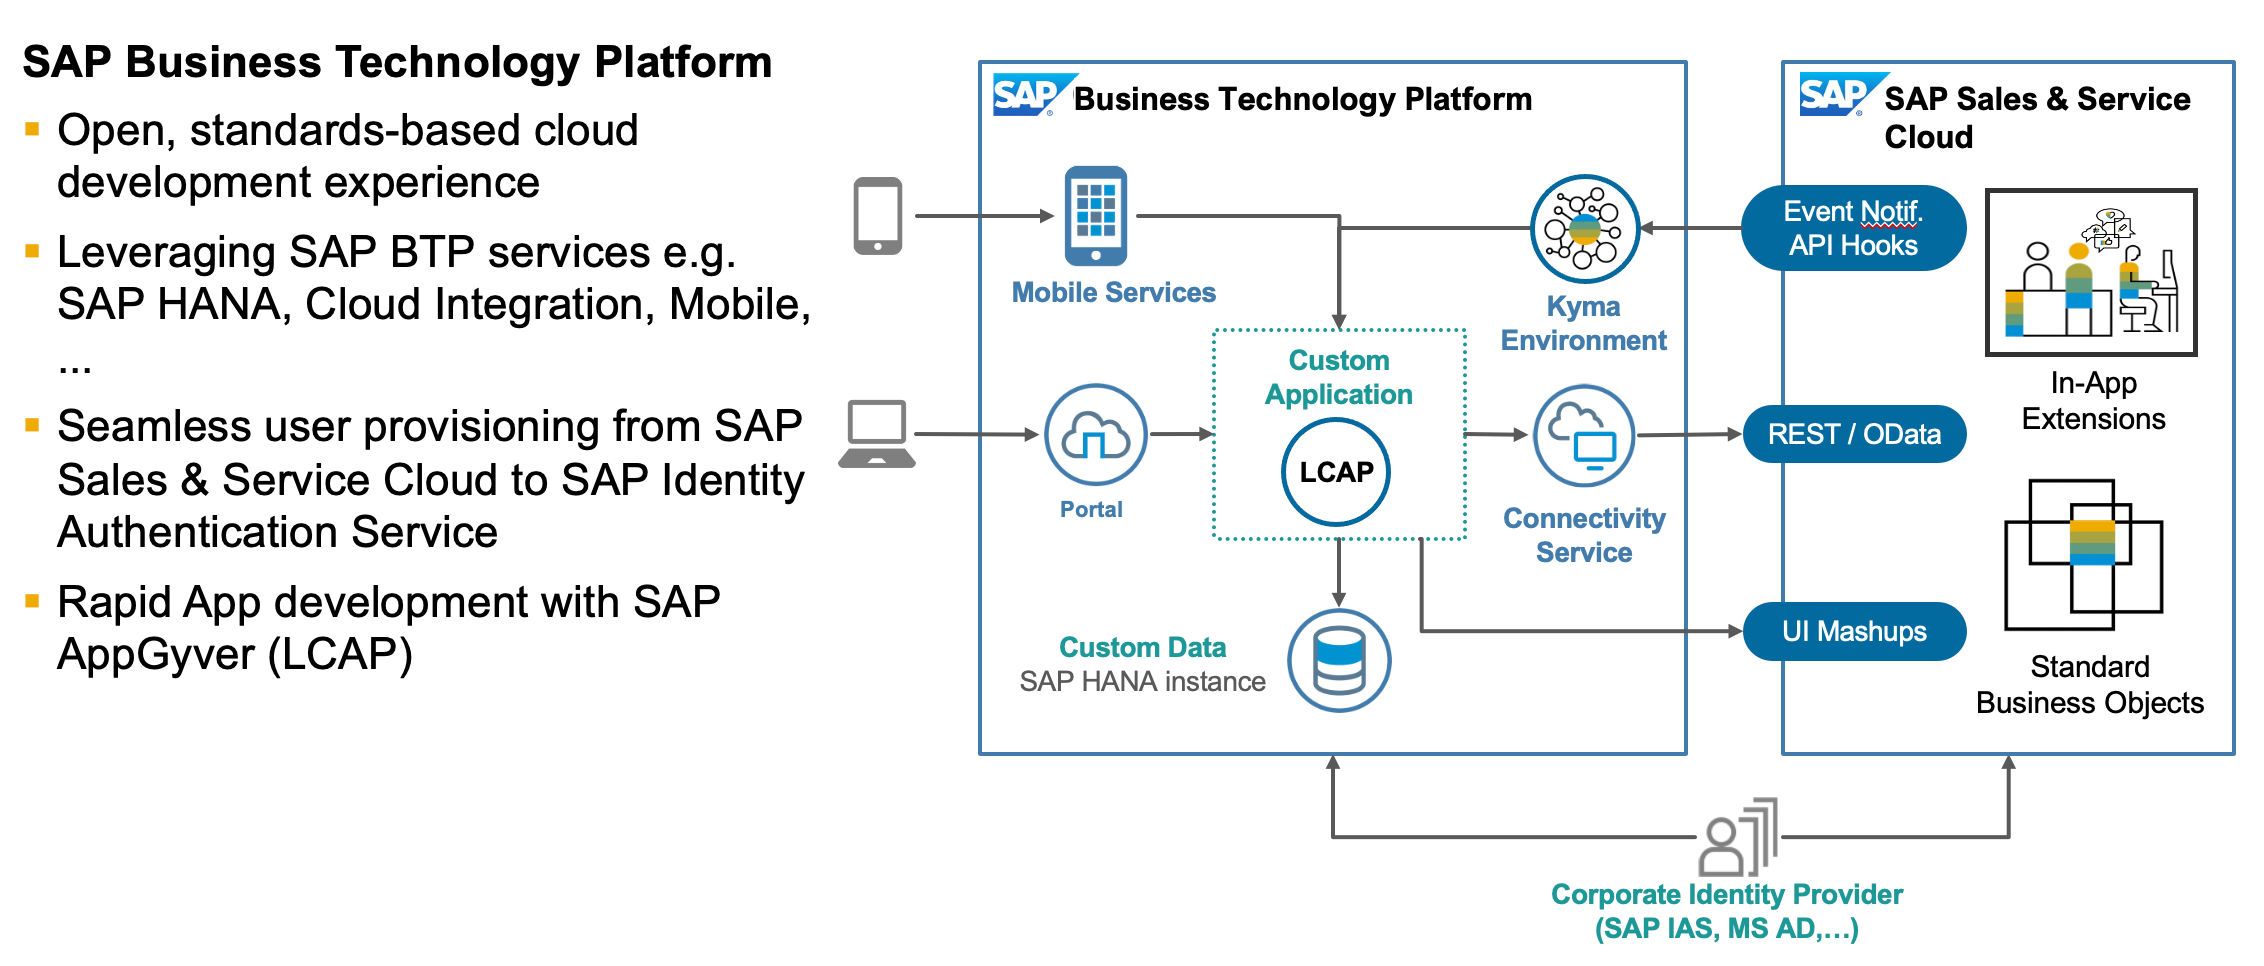 SAP Business Technology Platform
Open, standards-based cloud
development experience
Leveraging SAP BTP services e.g.
SAP HANA, Cloud Integration, Mobile,
...
Seamless user provisioning from SAP
Sales & Service Cloud to SAP Identity
Authentication Service
Rapid App development with SAP
AppGyver (LCAP)
SAP Business Technology Platform
Mobile Services
Kyma
Environment
Custom
Application
LCAP
Portal
Connectivity
Service
Custom Data
SAP HANA instance
SAP SAP Sales & Service
Cloud
Event Notif.
API Hooks
In-App
Extensions
REST / OData
UI Mashups
Standard
Business Objects
Corporate Identity Provider
(SAP IAS, MS AD,...)